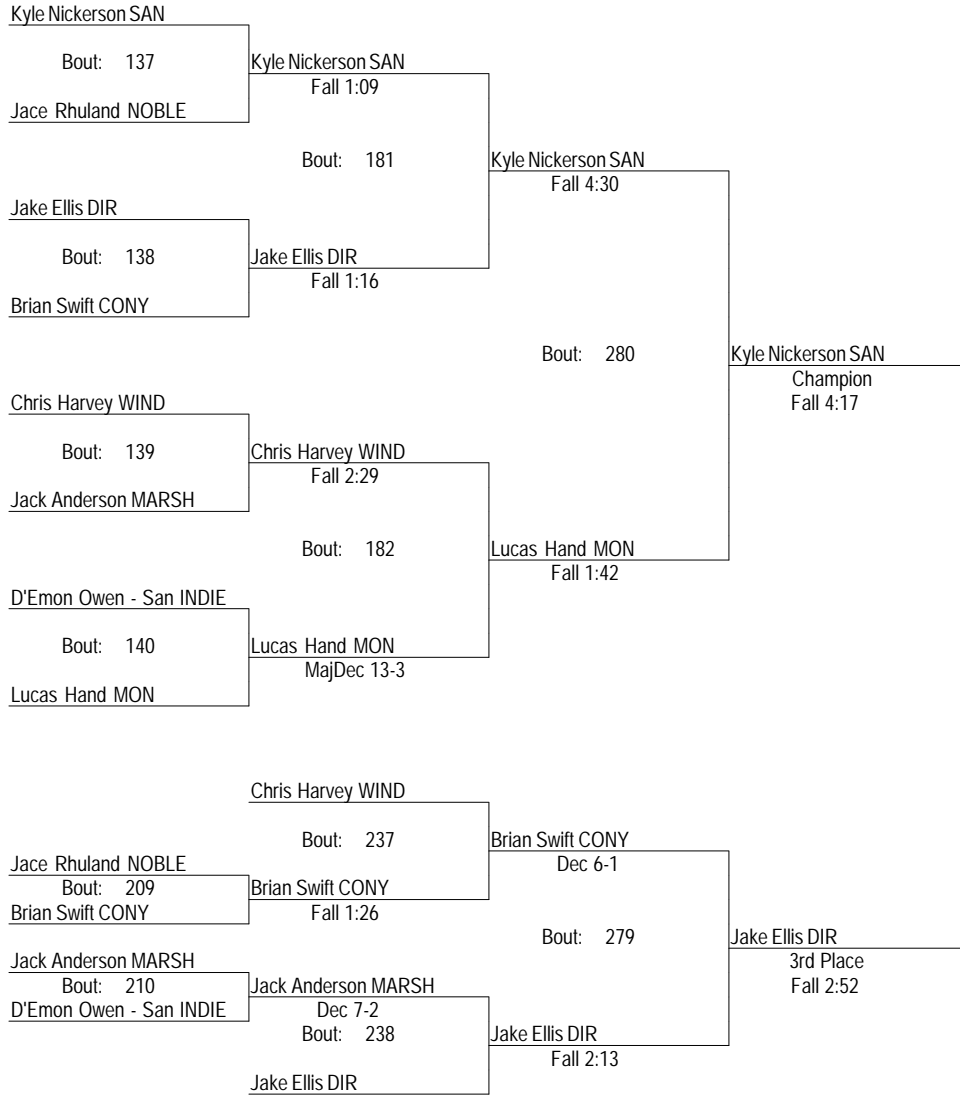 Kyle Nickerson SAN
Bout: 137
Kyle Nickerson SAN
Fall 1:09
Jace Rhuland NOBLE
Bout: 181
Kyle Nickerson SAN
Fall 4:30
Jake Ellis DIR
Bout: 138
Jake Ellis DIR
Fall 1:16
Brian Swift CONY
Bout: 280
Kyle Nickerson SAN
Champion
Fall 4:17
Chris Harvey WIND
Bout: 139
Chris Harvey WIND
Fall 2:29
Jack Anderson MARSH
Bout: 182
Lucas Hand MON
Fall 1:42
D'Emon Owen - San INDIE
Bout: 140
Lucas Hand MON
MajDec 13-3
Lucas Hand MON
Chris Harvey WIND
Bout: 237
Brian Swift CONY
Dec 6-1
Jace Rhuland NOBLE
Bout: 209
Brian Swift CONY
Brian Swift CONY
Fall 1:26
Bout: 279
Jake Ellis DIR
3rd Place
Fall 2:52
Jack Anderson MARSH
Bout: 210
D'Emon Owen - San INDIE
Jack Anderson MARSH
Dec 7-2
Bout: 238
Jake Ellis DIR
Fall 2:13
Jake Ellis DIR